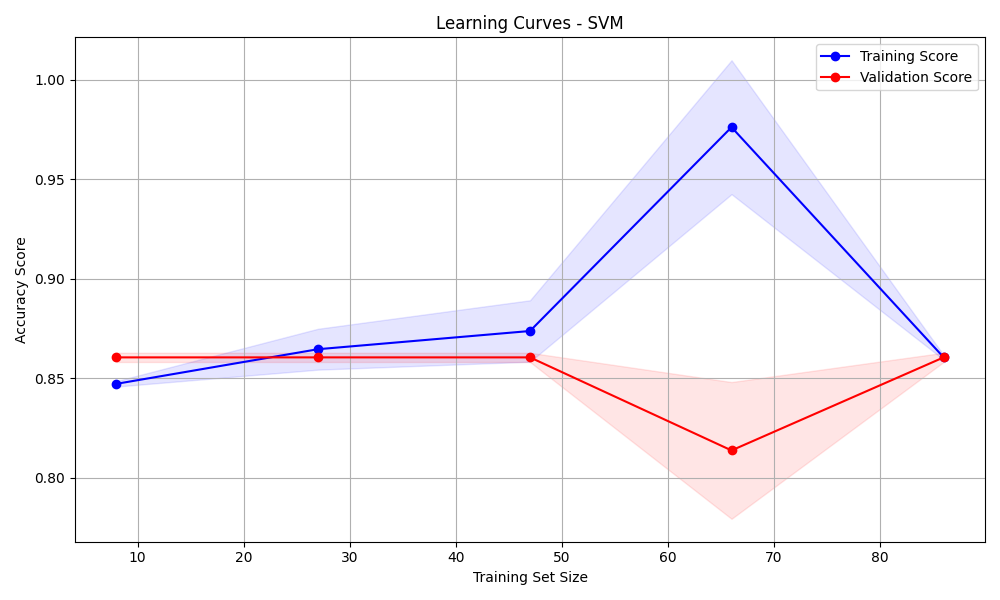 Learning Curves - SVM
Training Score
Validation Score
Accuracy Score
1.00
0.95
0.90
0.85
0.80
10 20 30 40 50 60 70 80
Training Set Size